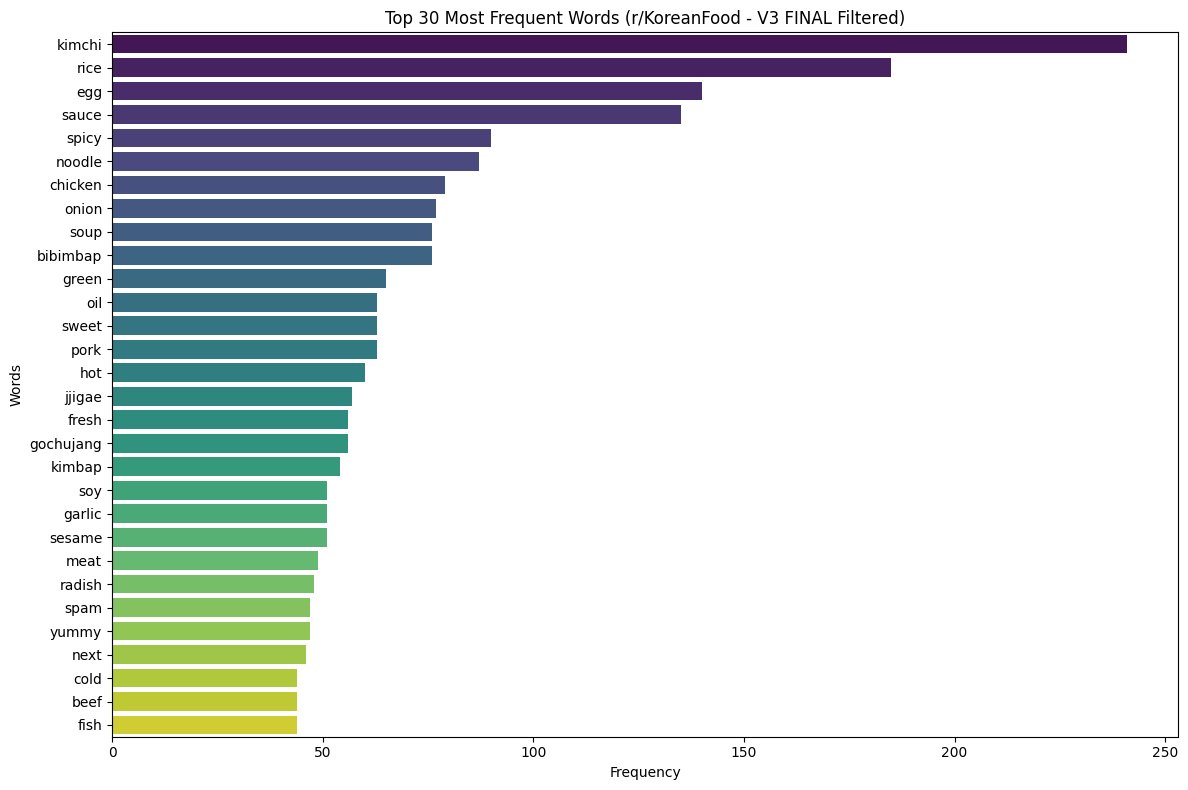 Top 30 Most Frequent Words (r/KoreanFood - V3 FINAL Filtered)
Words
kimchi
rice
egg
sauce
spicy
noodle
chicken
onion
soup
bibimbap
green
oil
sweet
pork
hot
jjigae
fresh
gochujang
kimbap
soy
garlic
sesame
meat
radish
spam
yummy
next
cold
beef
fish
0 50 100 150 200 250
Frequency